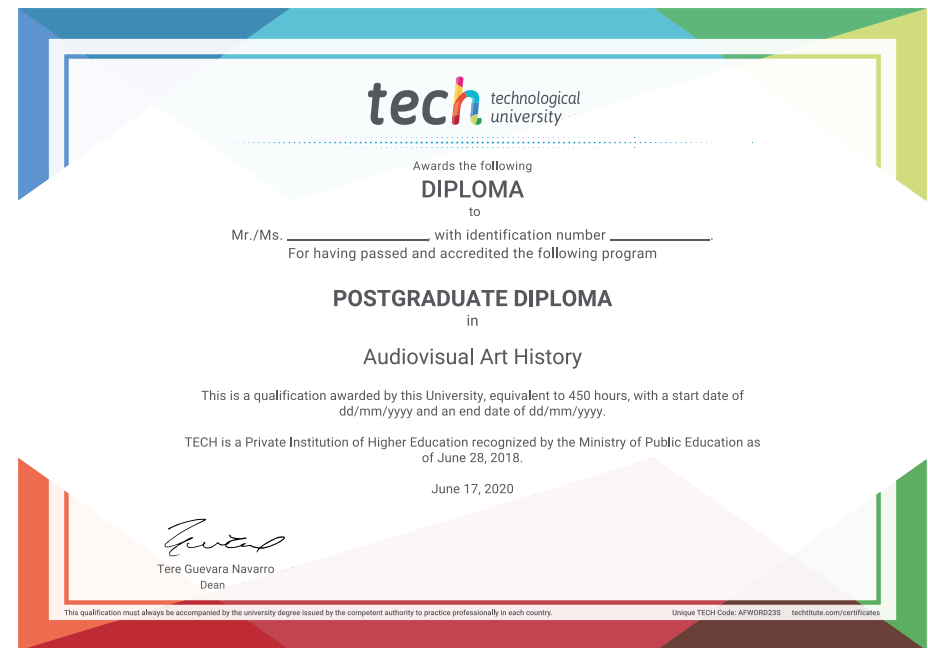 tech technological
university
Awards the following
DIPLOMA
to
Mr./Ms. ____________________, with identification number ______________.
For having passed and accredited the following program
POSTGRADUATE DIPLOMA
in
Audiovisual Art History
This is a qualification awarded by this University, equivalent to 450 hours, with a start date of
dd/mm/yyyy and an end date of dd/mm/yyyy.
TECH is a Private Institution of Higher Education recognized by the Ministry of Public Education as
of June 28, 2018.
June 17, 2020
Tere Guevara Navarro
Dean
This qualification must always be accompanied by the university degree issued by the competent authority to practice professionally in each country.
Unique TECH Code: AFWORD23S techtitute.com/certificates